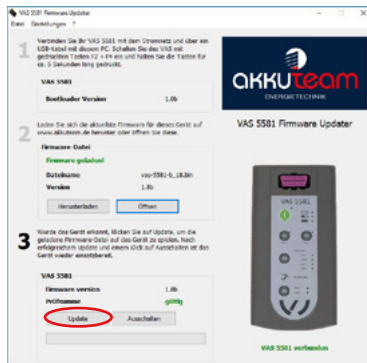 VAS 5581 Firmware Updater
Datei Einstellungen ?
1
Verbinden Sie Ihr VAS 5581 mit dem Stromnetz und über ein
USB-Kabel mit diesem PC. Schalten Sie das VAS mit
gedrückten Tasten F2 + F4 ein und halten Sie die Tasten für
ca. 5 Sekunden lang gedrückt.
VAS 5581
Bootloader Version 1.0b
2
Laden Sie sich die aktuellste Firmware für dieses Gerät auf
www.akkuteam.de herunter oder öffnen Sie diese.
Firmware-Datei
Firmware geladen!
Dateiname vas-5581-b_18.bin
Version 1.8b
Herunterladen Öffnen
3
Wurde das Gerät erkannt, klicken Sie auf Update, um die
geladene Firmware-Datei auf das Gerät zu spielen. Nach
erfolgreichem Update und einem Klick auf Ausschalten ist das
Gerät wieder einsatzbereit.
VAS 5581
Firmware version 1.8b
Prüfsumme gültig
Update Ausschalten
akkuteam
ENERGIETECHNIK
VAS 5581 Firmware Updater
VAS 5581
VAS 5581 verbunden